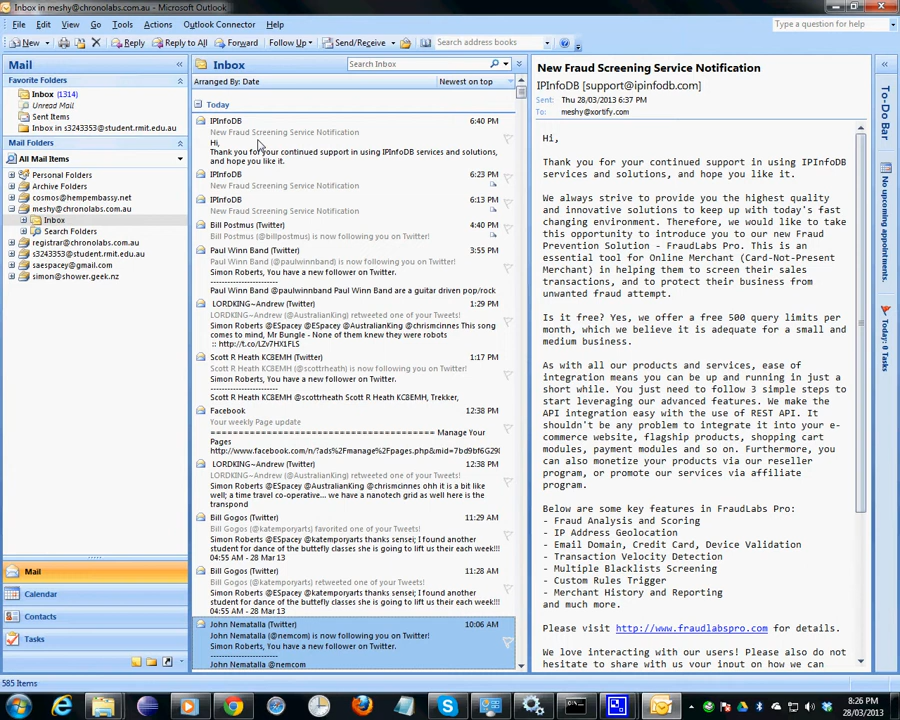 Inbox in meshy@chronolabs.com.au - Microsoft Outlook
File Edit View Go Tools Actions Outlook Connector Help
Type a question for help
New Reply Reply to All Forward Follow Up Send/Receive Search address books
Mail
Favorite Folders
Inbox (1314)
Unread Mail
Sent Items
Inbox in s3243353@student.rmit.edu.au
Mail Folders
All Mail Items
Personal Folders
Archive Folders
cosmos@hempembassy.net
meshy@chronolabs.com.au
Inbox
Search Folders
registrar@chronolabs.com.au
s3243353@student.rmit.edu.au
saespacey@gmail.com
simon@shower.geek.nz
Mail
Calendar
Contacts
Tasks
585 Items
Inbox
Search Inbox
Arranged By: Date Newest on top
Today
IPInfoDB 6:40 PM
New Fraud Screening Service Notification
Hi,
Thank you for your continued support in using IPInfoDB services and solutions,
and hope you like it.
IPInfoDB 6:23 PM
New Fraud Screening Service Notification
IPInfoDB 6:13 PM
New Fraud Screening Service Notification
Bill Postmus (Twitter) 4:40 PM
Bill Postmus (@billpostmus) is now following you on Twitter!
Paul Winn Band (Twitter) 3:55 PM
Paul Winn Band (@paulwinnband) is now following you on Twitter!
Simon Roberts, You have a new follower on Twitter.
------------------------
Paul Winn Band @paulwinnband Paul Winn Band are a guitar driven pop/rock
LORDKING~Andrew (Twitter) 1:29 PM
LORDKING~Andrew (@AustralianKing) retweeted one of your Tweets!
Simon Roberts @ESpacey @ESpacey @AustralianKing @chrismcinnes This song
comes to mind, Mr Bungle - None of them knew they were robots
:: http://t.co/LZv7HX1FLS
Scott R Heath KC8EMH (Twitter) 1:17 PM
Scott R Heath KC8EMH (@scottrheath) is now following you on Twitter!
Simon Roberts, You have a new follower on Twitter.
------------------------
Scott R Heath KC8EMH @scottrheath Scott R Heath KC8EMH, Trekker,
Facebook 12:38 PM
Your weekly Page update
======================================== Manage Your
Pages
http://www.facebook.com/n/?ads%2Fmanage%2Fpages.php&mid=7bd9bf6G298
LORDKING~Andrew (Twitter) 12:38 PM
LORDKING~Andrew (@AustralianKing) favorited one of your Tweets!
Simon Roberts @ESpacey @AustralianKing @chrismcinnes ohh it is a bit like
well; a time travel co-operative... we have a nanotech grid as well here is the
transpond
Bill Gogos (Twitter) 11:29 AM
Bill Gogos (@katemporyarts) favorited one of your Tweets!
Simon Roberts @ESpacey @katemporyarts thanks sensei; I found another
student for dance of the buttefly classes she is going to lift us their each week!!!
04:55 AM - 28 Mar 13
Bill Gogos (Twitter) 11:28 AM
Bill Gogos (@katemporyarts) retweeted one of your Tweets!
Simon Roberts @ESpacey @katemporyarts thanks sensei; I found another
student for dance of the buttefly classes she is going to lift us their each week!!!
04:55 AM - 28 Mar 13
John Nematalla (Twitter) 10:06 AM
John Nematalla (@nemcom) is now following you on Twitter!
Simon Roberts, You have a new follower on Twitter.
------------------------
John Nematalla @nemcom
New Fraud Screening Service Notification
IPInfoDB [support@ipinfodb.com]
Sent: Thu 28/03/2013 6:37 PM
To: meshy@xortify.com
Hi,
Thank you for your continued support in using IPInfoDB
services and solutions, and hope you like it.
We always strive to provide you the highest quality
and innovative solutions to keep up with today's fast
changing environment. Therefore, we would like to take
this opportunity to introduce you to our new Fraud
Prevention Solution - FraudLabs Pro. This is an
essential tool for Online Merchant (Card-Not-Present
Merchant) in helping them to screen their sales
transactions, and to protect their business from
unwanted fraud attempt.
Is it free? Yes, we offer a free 500 query limits per
month, which we believe it is adequate for a small and
medium business.
As with all our products and services, ease of
integration means you can be up and running in just a
short while. You just need to follow 3 simple steps to
start leveraging our advanced features. We make the
API integration easy with the use of REST API. It
shouldn't be any problem to integrate it into your e-
commerce website, flagship products, shopping cart
modules, payment modules and so on. Furthermore, you
can also monetize your products via our reseller
program, or promote our services via affiliate
program.
Below are some key features in FraudLabs Pro:
- Fraud Analysis and Scoring
- IP Address Geolocation
- Email Domain, Credit Card, Device Validation
- Transaction Velocity Detection
- Multiple Blacklists Screening
- Custom Rules Trigger
- Merchant History and Reporting
and much more.
Please visit http://www.fraudlabspro.com for details.
We love interacting with our users! Please also do not
hesitate to share with us your input on how we can
To-Do Bar
No upcoming appointments.
Today: 0 Tasks
8:26 PM
28/03/2013